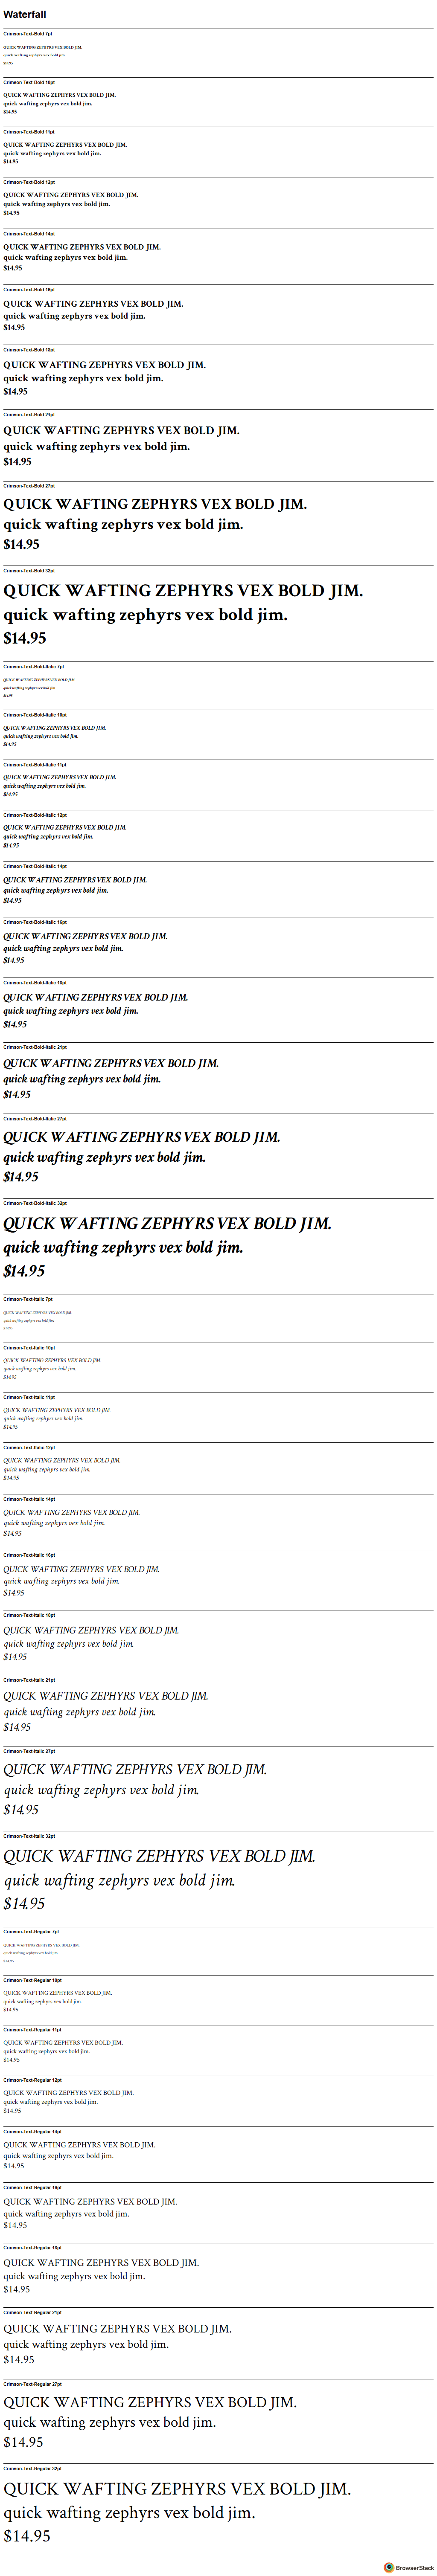 Waterfall
Crimson-Text-Bold 7pt
QUICK WAFTING ZEPHYRS VEX BOLD JIM.
quick wafting zephyrs vex bold jim.
$14.95
Crimson-Text-Bold 10pt
QUICK WAFTING ZEPHYRS VEX BOLD JIM.
quick wafting zephyrs vex bold jim.
$14.95
Crimson-Text-Bold 11pt
QUICK WAFTING ZEPHYRS VEX BOLD JIM.
quick wafting zephyrs vex bold jim.
$14.95
Crimson-Text-Bold 12pt
QUICK WAFTING ZEPHYRS VEX BOLD JIM.
quick wafting zephyrs vex bold jim.
$14.95
Crimson-Text-Bold 14pt
QUICK WAFTING ZEPHYRS VEX BOLD JIM.
quick wafting zephyrs vex bold jim.
$14.95
Crimson-Text-Bold 16pt
QUICK WAFTING ZEPHYRS VEX BOLD JIM.
quick wafting zephyrs vex bold jim.
$14.95
Crimson-Text-Bold 18pt
QUICK WAFTING ZEPHYRS VEX BOLD JIM.
quick wafting zephyrs vex bold jim.
$14.95
Crimson-Text-Bold 21pt
QUICK WAFTING ZEPHYRS VEX BOLD JIM.
quick wafting zephyrs vex bold jim.
$14.95
Crimson-Text-Bold 27pt
QUICK WAFTING ZEPHYRS VEX BOLD JIM.
quick wafting zephyrs vex bold jim.
$14.95
Crimson-Text-Bold 32pt
QUICK WAFTING ZEPHYRS VEX BOLD JIM.
quick wafting zephyrs vex bold jim.
$14.95
Crimson-Text-Bold-Italic 7pt
QUICK WAFTING ZEPHYRS VEX BOLD JIM.
quick wafting zephyrs vex bold jim.
$14.95
Crimson-Text-Bold-Italic 10pt
QUICK WAFTING ZEPHYRS VEX BOLD JIM.
quick wafting zephyrs vex bold jim.
$14.95
Crimson-Text-Bold-Italic 11pt
QUICK WAFTING ZEPHYRS VEX BOLD JIM.
quick wafting zephyrs vex bold jim.
$14.95
Crimson-Text-Bold-Italic 12pt
QUICK WAFTING ZEPHYRS VEX BOLD JIM.
quick wafting zephyrs vex bold jim.
$14.95
Crimson-Text-Bold-Italic 14pt
QUICK WAFTING ZEPHYRS VEX BOLD JIM.
quick wafting zephyrs vex bold jim.
$14.95
Crimson-Text-Bold-Italic 16pt
QUICK WAFTING ZEPHYRS VEX BOLD JIM.
quick wafting zephyrs vex bold jim.
$14.95
Crimson-Text-Bold-Italic 18pt
QUICK WAFTING ZEPHYRS VEX BOLD JIM.
quick wafting zephyrs vex bold jim.
$14.95
Crimson-Text-Bold-Italic 21pt
QUICK WAFTING ZEPHYRS VEX BOLD JIM.
quick wafting zephyrs vex bold jim.
$14.95
Crimson-Text-Bold-Italic 27pt
QUICK WAFTING ZEPHYRS VEX BOLD JIM.
quick wafting zephyrs vex bold jim.
$14.95
Crimson-Text-Bold-Italic 32pt
QUICK WAFTING ZEPHYRS VEX BOLD JIM.
quick wafting zephyrs vex bold jim.
$14.95
Crimson-Text-Italic 7pt
QUICK WAFTING ZEPHYRS VEX BOLD JIM.
quick wafting zephyrs vex bold jim.
$14.95
Crimson-Text-Italic 10pt
QUICK WAFTING ZEPHYRS VEX BOLD JIM.
quick wafting zephyrs vex bold jim.
$14.95
Crimson-Text-Italic 11pt
QUICK WAFTING ZEPHYRS VEX BOLD JIM.
quick wafting zephyrs vex bold jim.
$14.95
Crimson-Text-Italic 12pt
QUICK WAFTING ZEPHYRS VEX BOLD JIM.
quick wafting zephyrs vex bold jim.
$14.95
Crimson-Text-Italic 14pt
QUICK WAFTING ZEPHYRS VEX BOLD JIM.
quick wafting zephyrs vex bold jim.
$14.95
Crimson-Text-Italic 16pt
QUICK WAFTING ZEPHYRS VEX BOLD JIM.
quick wafting zephyrs vex bold jim.
$14.95
Crimson-Text-Italic 18pt
QUICK WAFTING ZEPHYRS VEX BOLD JIM.
quick wafting zephyrs vex bold jim.
$14.95
Crimson-Text-Italic 21pt
QUICK WAFTING ZEPHYRS VEX BOLD JIM.
quick wafting zephyrs vex bold jim.
$14.95
Crimson-Text-Italic 27pt
QUICK WAFTING ZEPHYRS VEX BOLD JIM.
quick wafting zephyrs vex bold jim.
$14.95
Crimson-Text-Italic 32pt
QUICK WAFTING ZEPHYRS VEX BOLD JIM.
quick wafting zephyrs vex bold jim.
$14.95
Crimson-Text-Regular 7pt
QUICK WAFTING ZEPHYRS VEX BOLD JIM.
quick wafting zephyrs vex bold jim.
$14.95
Crimson-Text-Regular 10pt
QUICK WAFTING ZEPHYRS VEX BOLD JIM.
quick wafting zephyrs vex bold jim.
$14.95
Crimson-Text-Regular 11pt
QUICK WAFTING ZEPHYRS VEX BOLD JIM.
quick wafting zephyrs vex bold jim.
$14.95
Crimson-Text-Regular 12pt
QUICK WAFTING ZEPHYRS VEX BOLD JIM.
quick wafting zephyrs vex bold jim.
$14.95
Crimson-Text-Regular 14pt
QUICK WAFTING ZEPHYRS VEX BOLD JIM.
quick wafting zephyrs vex bold jim.
$14.95
Crimson-Text-Regular 16pt
QUICK WAFTING ZEPHYRS VEX BOLD JIM.
quick wafting zephyrs vex bold jim.
$14.95
Crimson-Text-Regular 18pt
QUICK WAFTING ZEPHYRS VEX BOLD JIM.
quick wafting zephyrs vex bold jim.
$14.95
Crimson-Text-Regular 21pt
QUICK WAFTING ZEPHYRS VEX BOLD JIM.
quick wafting zephyrs vex bold jim.
$14.95
Crimson-Text-Regular 27pt
QUICK WAFTING ZEPHYRS VEX BOLD JIM.
quick wafting zephyrs vex bold jim.
$14.95
Crimson-Text-Regular 32pt
QUICK WAFTING ZEPHYRS VEX BOLD JIM.
quick wafting zephyrs vex bold jim.
$14.95
BrowserStack